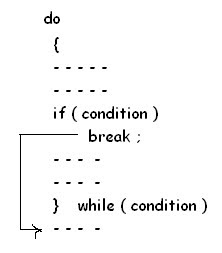 do
{
- - - - -
- - - - -
if ( condition )
break ;
- - - -
- - - -
} while ( condition )
- - - -